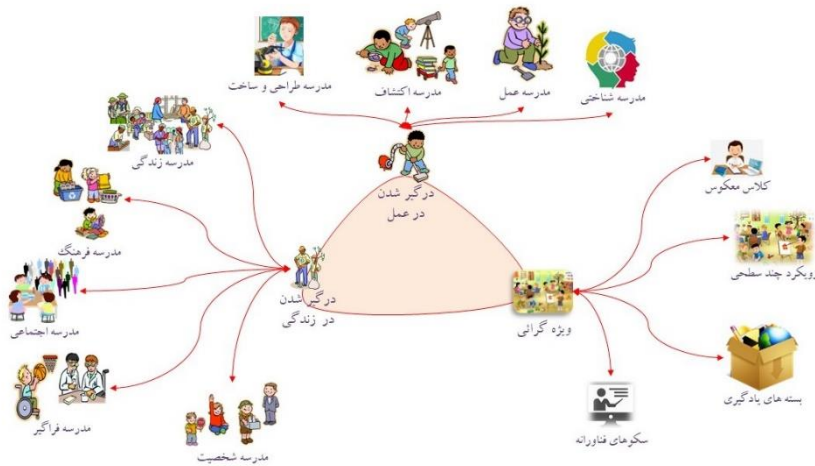 مدرسه طراحی و ساخت
مدرسه اکتشاف
مدرسه عمل
مدرسه شناختی
مدرسه زندگی
درگیر شدن
در عمل
کلاس معکوس
مدرسه فرهنگ
رویکرد چند سطحی
درگیر شدن
در زندگی
ویژه گرائی
مدرسه اجتماعی
بسته های یادگیری
مدرسه فراگیر
مدرسه شخصیت
سکوهای فناورانه